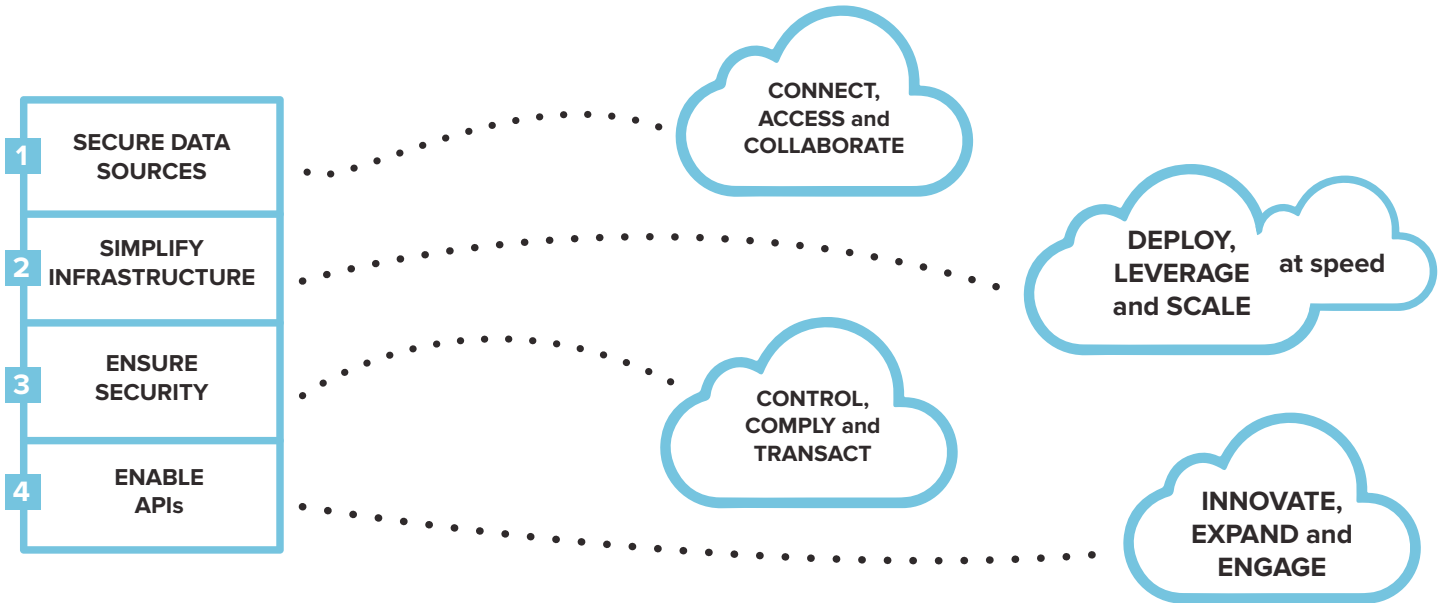 1
SECURE DATA
SOURCES
CONNECT,
ACCESS and
COLLABORATE
2
SIMPLIFY
INFRASTRUCTURE
DEPLOY,
LEVERAGE
and SCALE
at speed
3
ENSURE
SECURITY
CONTROL,
COMPLY and
TRANSACT
4
ENABLE
APIs
INNOVATE,
EXPAND and
ENGAGE